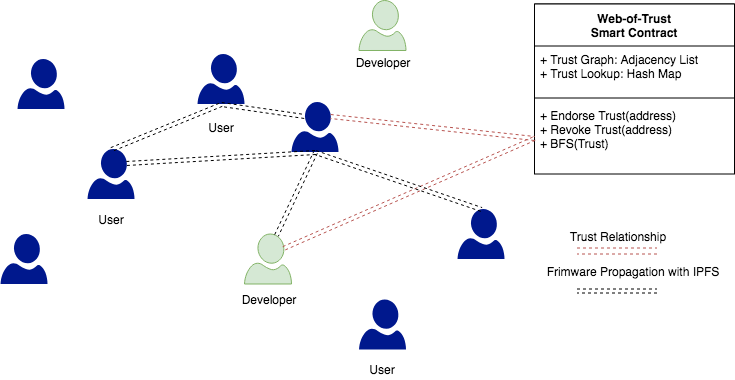 Developer
Web-of-Trust
Smart Contract
+ Trust Graph: Adjacency List
+ Trust Lookup: Hash Map
+ Endorse Trust(address)
+ Revoke Trust(address)
+ BFS(Trust)
User
User
Trust Relationship
Frimware Propagation with IPFS
Developer
User